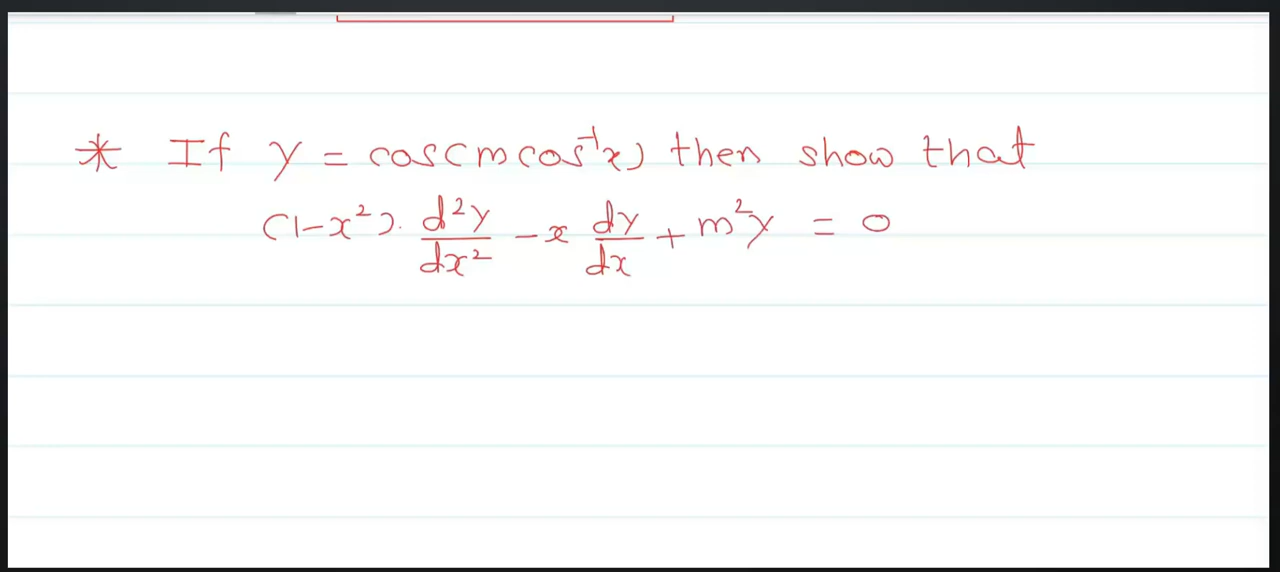 * If y = cos(m cos⁻¹x) then show that
(1-x²). d²y/dx² - x dy/dx + m²y = 0